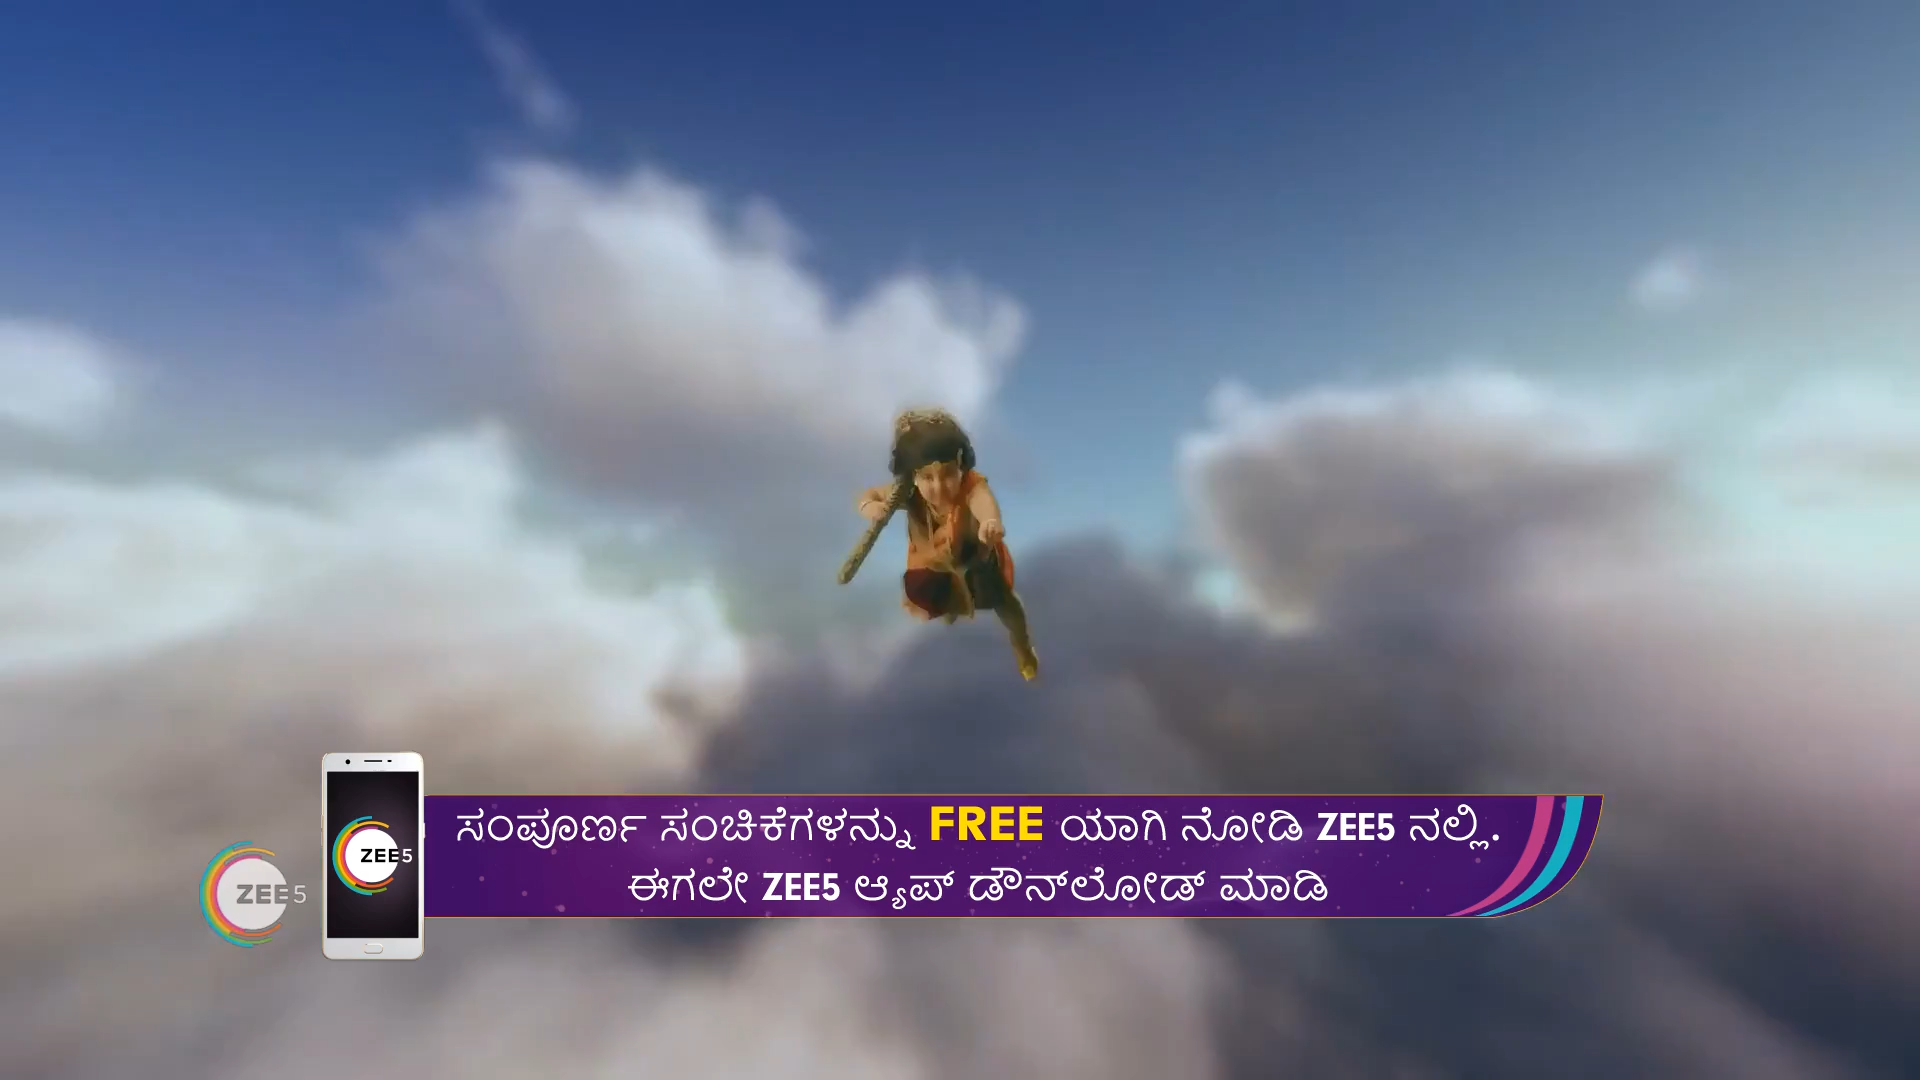 ಸಂಪೂರ್ಣ ಸಂಚಿಕೆಗಳನ್ನು FREE ಯಾಗಿ ನೋಡಿ ZEE5 ನಲ್ಲಿ.
ಈಗಲೇ ZEE5 ಆ್ಯಪ್ ಡೌನ್‌ಲೋಡ್ ಮಾಡಿ
ZEE5
ZEE5